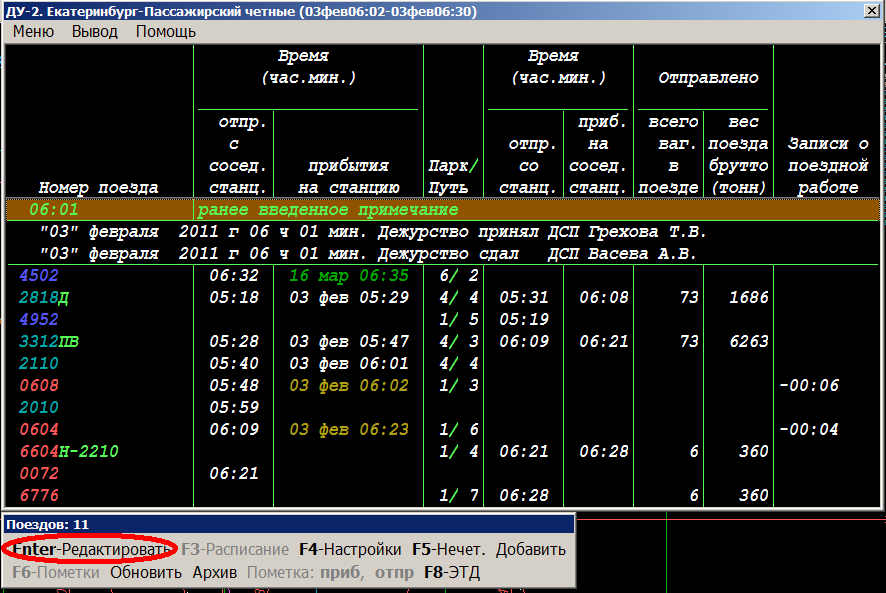 ДУ-2. Екатеринбург-Пассажирский четные (03фев06:02-03фев06:30)
Меню Вывод Помощь
Время Время
(час.мин.) (час.мин.) Отправлено
отпр. приб. всего вес
с отпр. на ваг. поезда Записи о
сосед. прибытия Парк/ со сосед. в брутто поездной
Номер поезда станц. на станцию Путь станц. станц. поезде (тонн) работе
06:01 ранее введенное примечание
"03" февраля 2011 г 06 ч 01 мин. Дежурство принял ДСП Грехова Т.В.
"03" февраля 2011 г 06 ч 01 мин. Дежурство сдал ДСП Васева А.В.
4502 06:32 16 мар 06:35 6/ 2
2818Д 05:18 03 фев 05:29 4/ 4 05:31 06:08 73 1686
4952 1/ 5 05:19
3312ПВ 05:28 03 фев 05:47 4/ 3 06:09 06:21 73 6263
2110 05:40 03 фев 06:01 4/ 4
0608 05:48 03 фев 06:02 1/ 3 -00:06
2010 05:59
0604 06:09 03 фев 06:23 1/ 6 -00:04
6604Н-2210 1/ 4 06:21 06:28 6 360
0072 06:21
6776 1/ 7 06:28 6 360
Поездов: 11
Enter-Редактировать F3-Расписание F4-Настройки F5-Нечет. Добавить
F6-Пометки Обновить Архив Пометка: приб, отпр F8-ЭТД